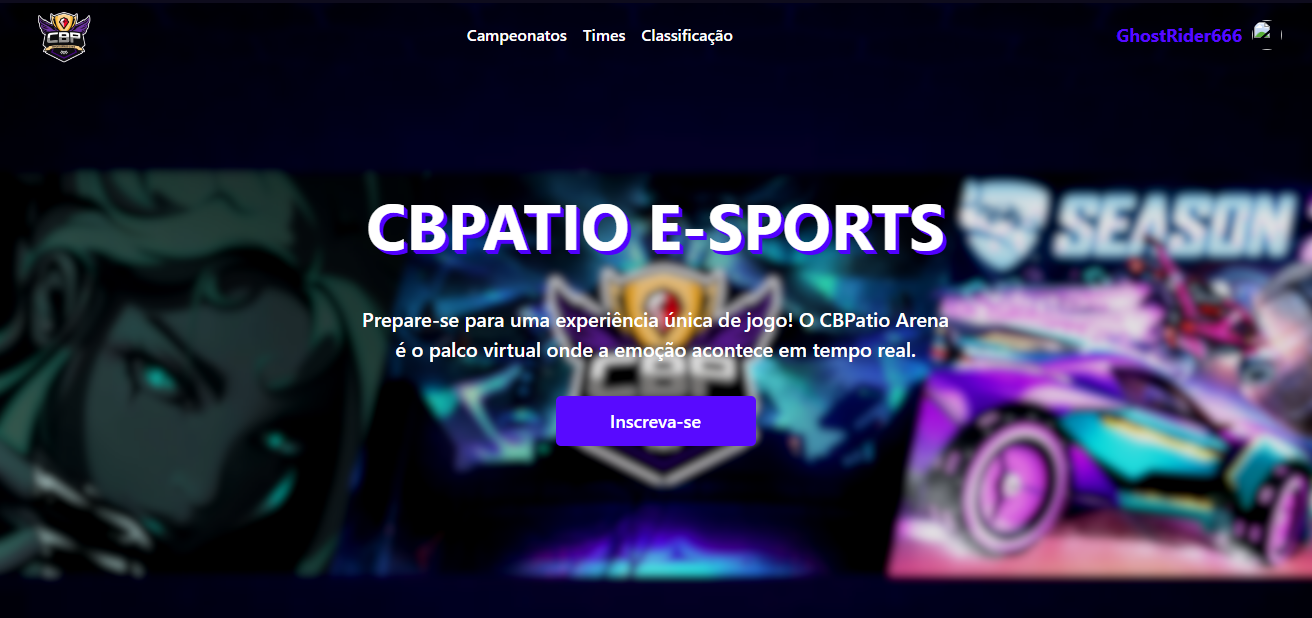 CBP
Campeonatos Times Classificação
GhostRider666
SEASON
CBPATIO E-SPORTS
Prepare-se para uma experiência única de jogo! O CBPatio Arena
é o palco virtual onde a emoção acontece em tempo real.
CBP
Inscreva-se